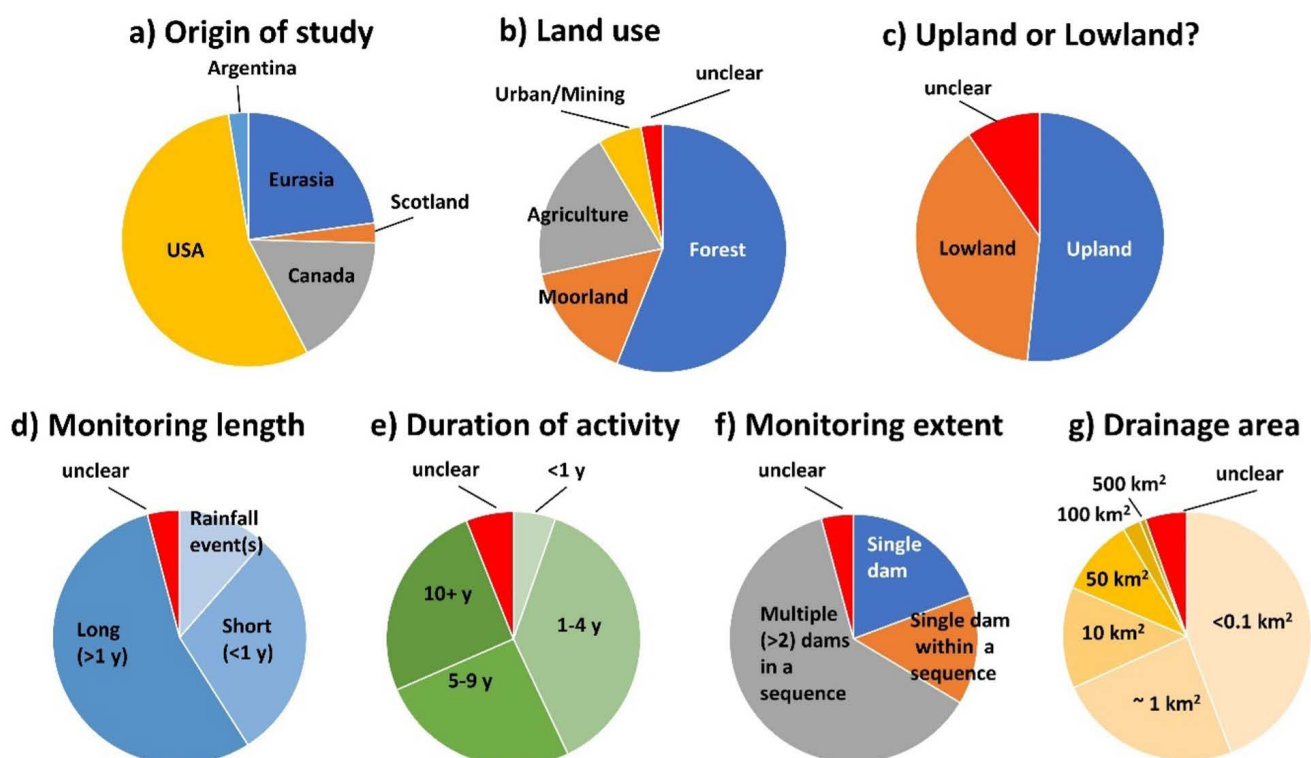 a) Origin of study
Argentina
Eurasia
Scotland
Canada
USA
b) Land use
unclear
Urban/Mining
Agriculture
Forest
Moorland
c) Upland or Lowland?
unclear
Lowland
Upland
d) Monitoring length
unclear
Rainfall
event(s)
Long
(>1 y)
Short
(<1 y)
e) Duration of activity
unclear
<1 y
10+ y
1-4 y
5-9 y
f) Monitoring extent
unclear
Single
dam
Multiple
(>2) dams
in a
sequence
Single dam
within a
sequence
g) Drainage area
unclear
500 km²
100 km²
50 km²
10 km²
<0.1 km²
~ 1 km²